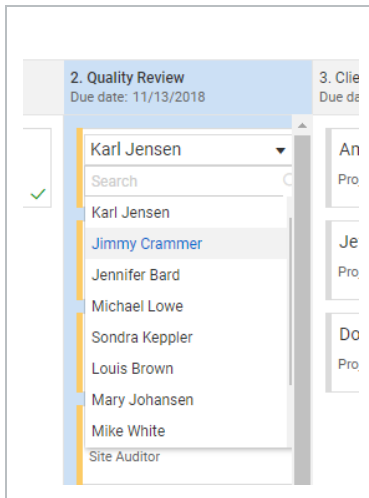 2. Quality Review
Due date: 11/13/2018
3. Clie
Due da
Karl Jensen
Search
Karl Jensen
Jimmy Crammer
Jennifer Bard
Michael Lowe
Sondra Keppler
Louis Brown
Mary Johansen
Mike White
Site Auditor
An
Pro
Je
Pro
Do
Pro